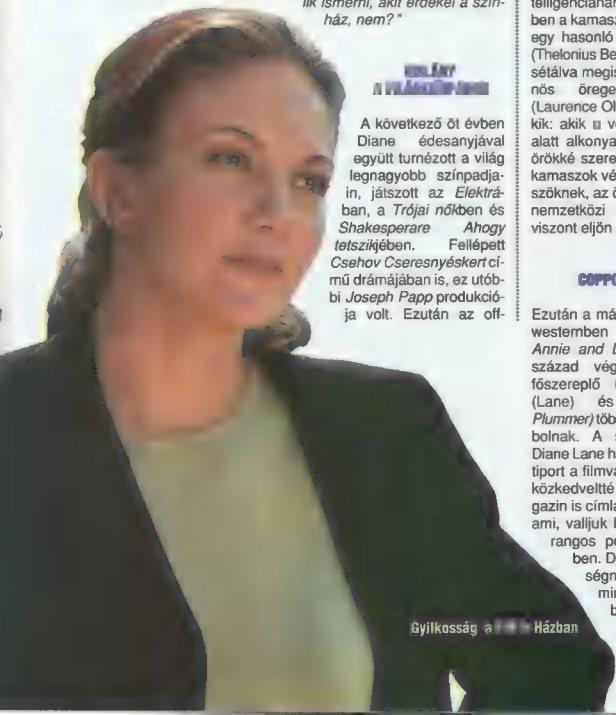 lik ismerni, akit érdekel a szín-
ház, nem?"
A következő öt évben
Diane édesanyjával
együtt turnézott a világ
legnagyobb színpadja-
in, játszott az Elektrá-
ban, a Trójai nőkben és
Shakesperare Ahogy
tetszikjében. Fellépett
Csehov Cseresnyéskert cí-
mű drámájában is, ez utób-
bi Joseph Papp produkció-
ja volt. Ezután az off-
ben a kamasz
egy hasonló
(Thelonius Be
sétálva megis
nös örege
(Laurence Ol
kik: akik v
alatt alkonya
örökké szere
kamaszok vé
szöknek, az ö
nemzetközi
viszont eljön
COPPO
Ezután a má
westernben
Annie and
század vég
főszereplő
(Lane) és
Plummer) töb
bolnak. A
Diane Lane ha
tiport a filmva
közkedveltté
gazin is címla
ami, valljuk
rangos pe
ben. D
ségn
min
b
Gyilkosság a Házban